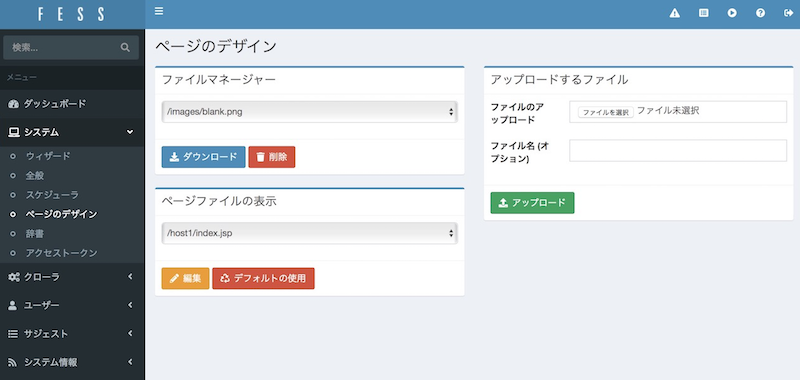 FESS
検索...
メニュー
ダッシュボード
システム
ウィザード
全般
スケジューラ
ページのデザイン
辞書
アクセストークン
クローラ
ユーザー
サジェスト
システム情報
ページのデザイン
ファイルマネージャー
/images/blank.png
ダウンロード
削除
ページファイルの表示
/host1/index.jsp
編集
デフォルトの使用
アップロードするファイル
ファイルのア
ップロード
ファイルを選択 ファイル未選択
ファイル名 (オ
プション)
アップロード